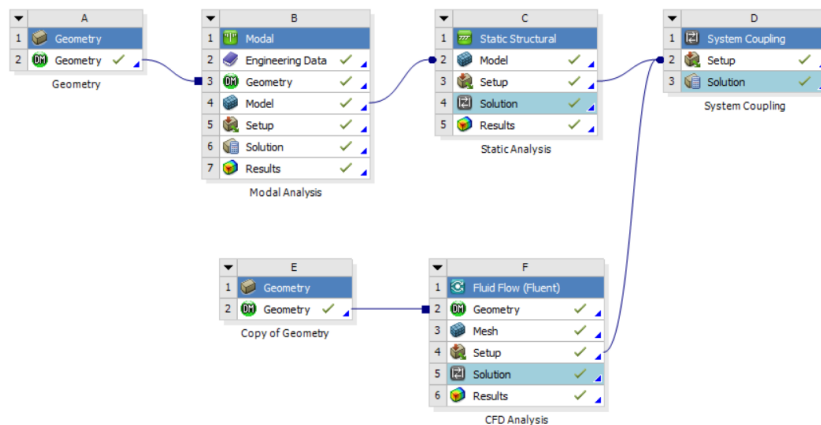 A
1 Geometry
2 Geometry
Geometry
B
1 Modal
2 Engineering Data
3 Geometry
4 Model
5 Setup
6 Solution
7 Results
Modal Analysis
C
1 Static Structural
2 Model
3 Setup
4 Solution
5 Results
Static Analysis
D
1 System Coupling
2 Setup
3 Solution
System Coupling
E
1 Geometry
2 Geometry
Copy of Geometry
F
1 Fluid Flow (Fluent)
2 Geometry
3 Mesh
4 Setup
5 Solution
6 Results
CFD Analysis